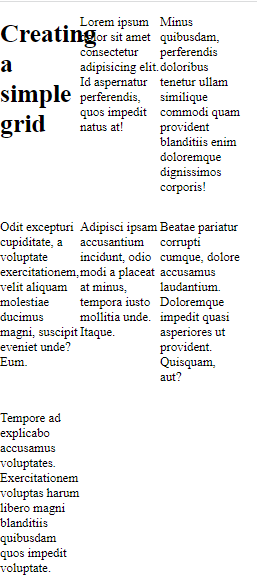 Creating
a
simple
grid
Lorem ipsum
dolor sit amet
consectetur
adipisicing elit.
Id aspernatur
perferendis,
quos impedit
natus at!
Minus
quibusdam,
perferendis
doloribus
tenetur ullam
similique
commodi quam
provident
blanditiis enim
doloremque
dignissimos
corporis!
Odit excepturi
cupiditate, a
voluptate
exercitationem,
velit aliquam
molestiae
ducimus
magni, suscipit
eveniet unde?
Eum.
Adipisci ipsam
accusantium
incidunt, odio
modi a placeat
at minus,
tempora iusto
mollitia unde.
Itaque.
Beatae pariatur
corrupti
cumque, dolore
accusamus
laudantium.
Doloremque
impedit quasi
asperiores ut
provident.
Quisquam,
aut?
Tempore ad
explicabo
accusamus
voluptates.
Exercitationem
voluptas harum
libero magni
blanditiis
quibusdam
quos impedit
voluptate.